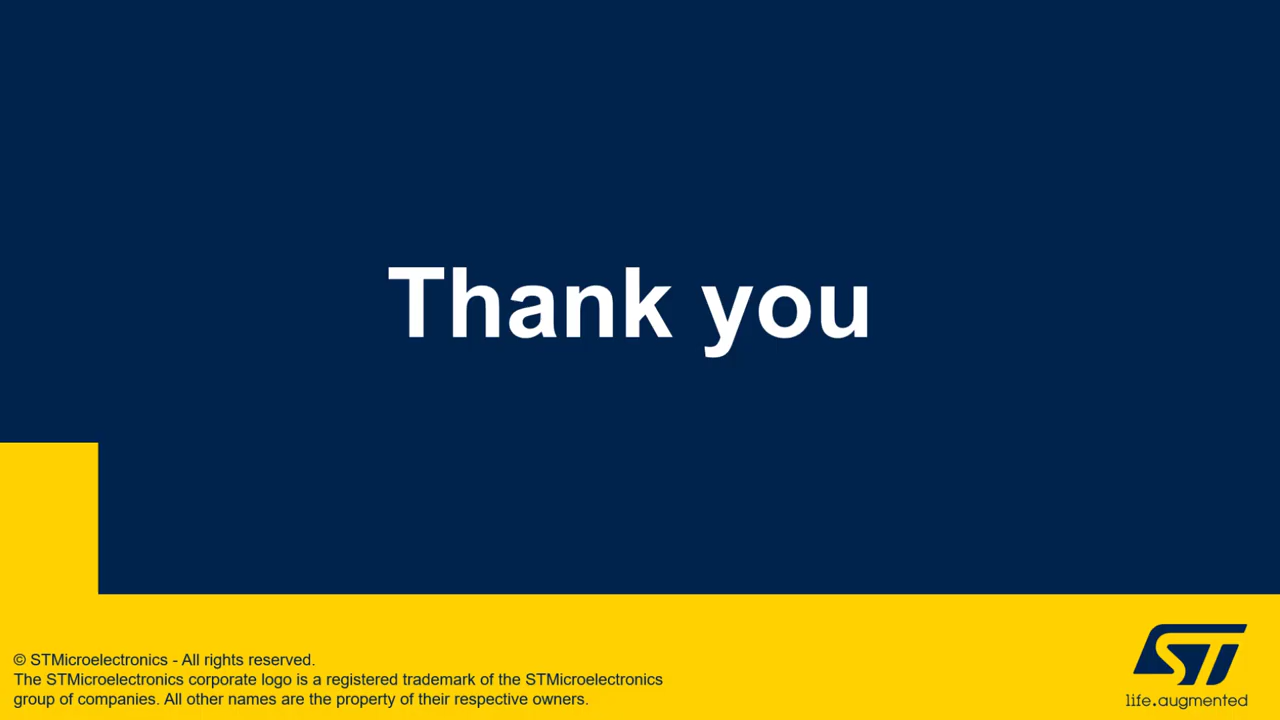 Thank you
© STMicroelectronics - All rights reserved.
The STMicroelectronics corporate logo is a registered trademark of the STMicroelectronics
group of companies. All other names are the property of their respective owners.
ST
life.augmented